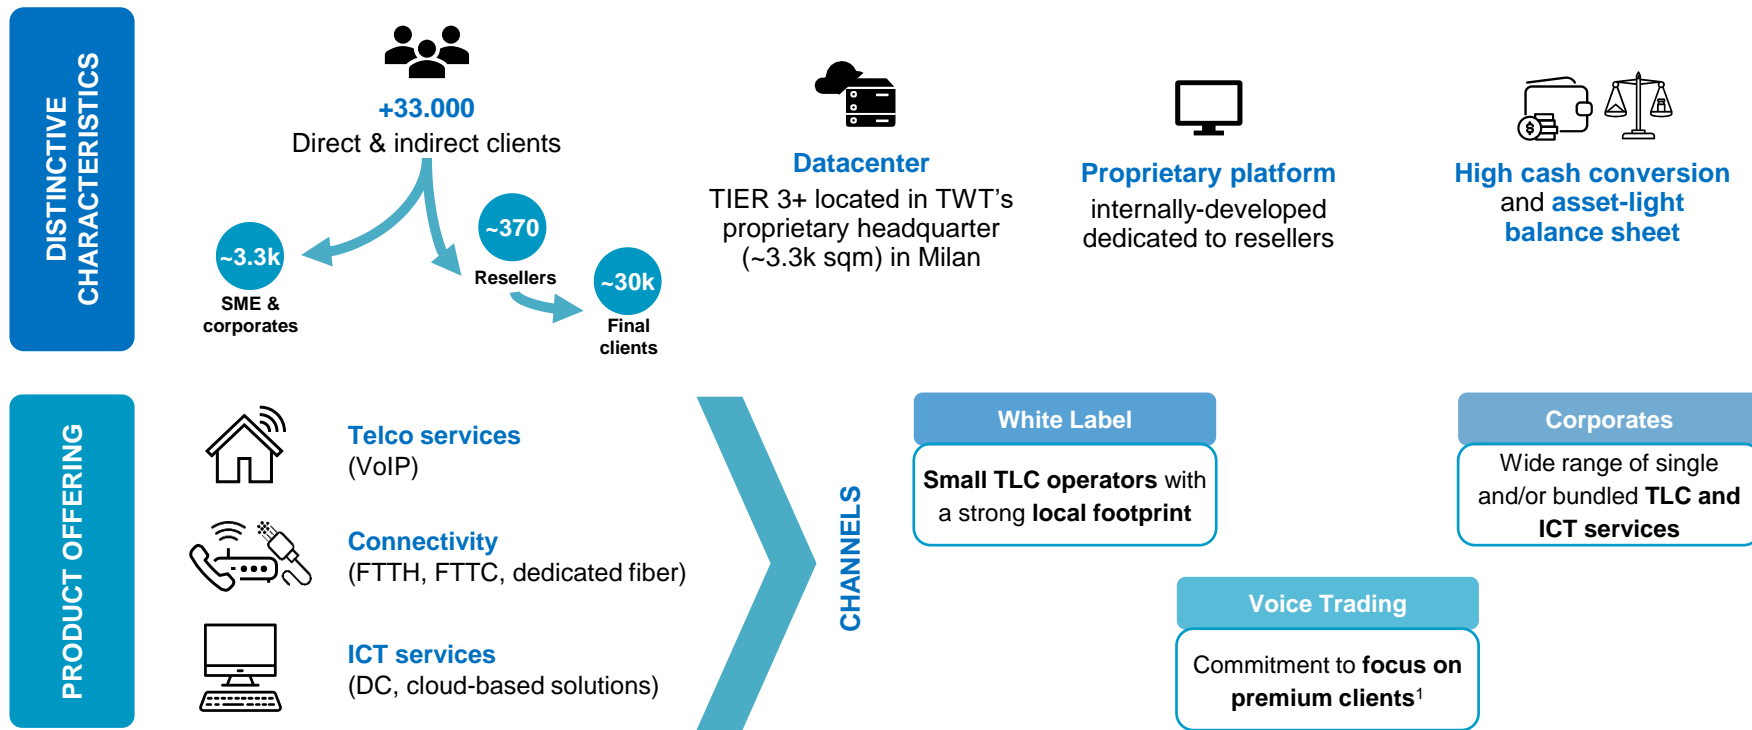 DISTINCTIVE
CHARACTERISTICS
+33.000
Direct & indirect clients
~3.3k
SME &
corporates
~370
Resellers
~30k
Final
clients
Datacenter
TIER 3+ located in TWT's
proprietary headquarter
(~3.3k sqm) in Milan
Proprietary platform
internally-developed
dedicated to resellers
High cash conversion
and asset-light
balance sheet
PRODUCT OFFERING
Telco services
(VoIP)
Connectivity
(FTTH, FTTC, dedicated fiber)
ICT services
(DC, cloud-based solutions)
CHANNELS
White Label
Small TLC operators with
a strong local footprint
Corporates
Wide range of single
and/or bundled TLC and
ICT services
Voice Trading
Commitment to focus on
premium clients¹